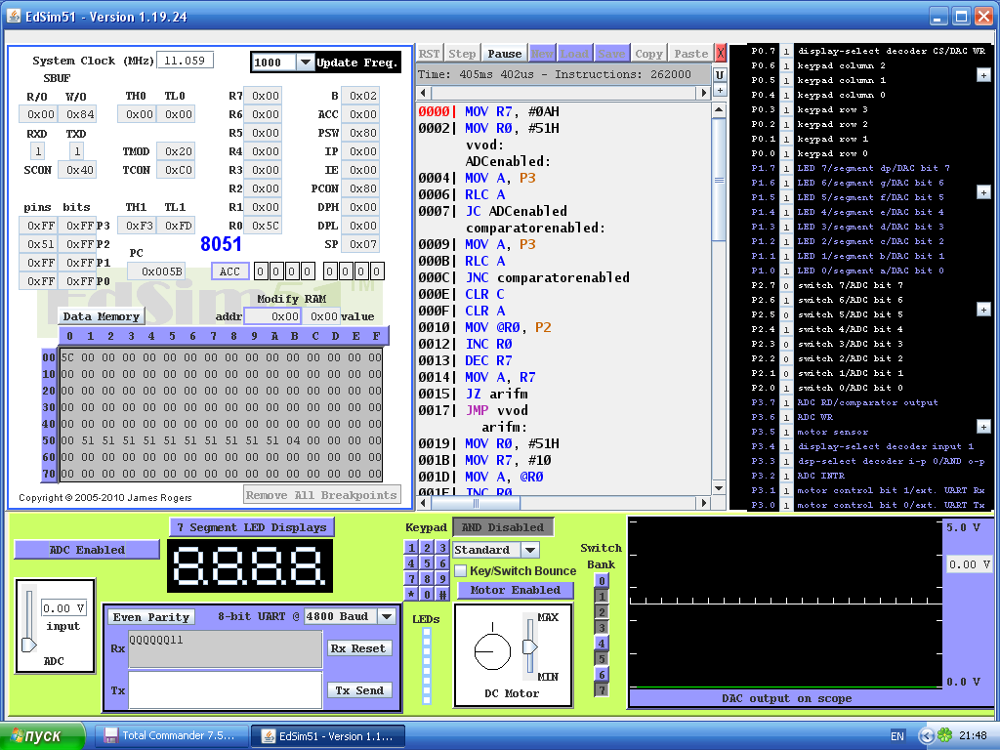 EdSim51 - Version 1.19.24
System Clock (MHz) 11.059 1000 Update Freq.
SBUF
R/O W/O TH0 TL0 R7 0x00 B 0x02
0x00 0x84 0x00 0x00 R6 0x00 ACC 0x00
RXD TXD R5 0x00 PSW 0x80
1 1 TMOD 0x20 R4 0x00 IP 0x00
SCON 0x40 TCON 0xC0 R3 0x00 IE 0x00
R2 0x00 PCON 0x80
pins bits TH1 TL1 R1 0x00 DPH 0x00
0xFF 0xFF P3 0xF3 0xFD R0 0x5C DPL 0x00
0x51 0xFF P2 8051 SP 0x07
0xFF 0xFF P1 PC
0xFF 0xFF P0 0x005B ACC 0 0 0 0 0 0 0 0
EdSim51 TM
Modify RAM
Data Memory addr 0x00 0x00 value
0 1 2 3 4 5 6 7 8 9 A B C D E F
00 5C 00 00 00 00 00 00 00 00 00 00 00 00 00 00 00
10 00 00 00 00 00 00 00 00 00 00 00 00 00 00 00 00
20 00 00 00 00 00 00 00 00 00 00 00 00 00 00 00 00
30 00 00 00 00 00 00 00 00 00 00 00 00 00 00 00 00
40 00 00 00 00 00 00 00 00 00 00 00 00 00 00 00 00
50 00 51 51 51 51 51 51 51 51 51 51 04 00 00 00 00
60 00 00 00 00 00 00 00 00 00 00 00 00 00 00 00 00
70 00 00 00 00 00 00 00 00 00 00 00 00 00 00 00 00
Copyright © 2005-2010 James Rogers Remove All Breakpoints
RST Step Pause New Load Save Copy Paste X
Time: 405ms 402us - Instructions: 262000 U
+
0000| MOV R7, #0AH
0002| MOV R0, #51H
vvod:
ADCenabled:
0004| MOV A, P3
0006| RLC A
0007| JC ADCenabled
comparatorenabled:
0009| MOV A, P3
000B| RLC A
000C| JNC comparatorenabled
000E| CLR C
000F| CLR A
0010| MOV @R0, P2
0012| INC R0
0013| DEC R7
0014| MOV A, R7
0015| JZ arifm
0017| JMP vvod
arifm:
0019| MOV R0, #51H
001B| MOV R7, #10
001D| MOV A, @R0
001E| INC R0
P0.7 1 display-select decoder CS/DAC WR
P0.6 1 keypad column 2
P0.5 1 keypad column 1
P0.4 1 keypad column 0
P0.3 1 keypad row 3
P0.2 1 keypad row 2
P0.1 1 keypad row 1
P0.0 1 keypad row 0
P1.7 1 LED 7/segment dp/DAC bit 7
P1.6 1 LED 6/segment g/DAC bit 6
P1.5 1 LED 5/segment f/DAC bit 5
P1.4 1 LED 4/segment e/DAC bit 4
P1.3 1 LED 3/segment d/DAC bit 3
P1.2 1 LED 2/segment c/DAC bit 2
P1.1 1 LED 1/segment b/DAC bit 1
P1.0 1 LED 0/segment a/DAC bit 0
P2.7 0 switch 7/ADC bit 7
P2.6 1 switch 6/ADC bit 6
P2.5 0 switch 5/ADC bit 5
P2.4 1 switch 4/ADC bit 4
P2.3 0 switch 3/ADC bit 3
P2.2 0 switch 2/ADC bit 2
P2.1 0 switch 1/ADC bit 1
P2.0 1 switch 0/ADC bit 0
P3.7 1 ADC RD/comparator output
P3.6 1 ADC WR
P3.5 1 motor sensor
P3.4 1 display-select decoder input 1
P3.3 1 dsp-select decoder i-p 0/AND o-p
P3.2 1 ADC INTR
P3.1 1 motor control bit 1/ext. UART Rx
P3.0 1 motor control bit 0/ext. UART Tx
ADC Enabled
0.00 V
input
ADC
7 Segment LED Displays
8.8.8.8.
Even Parity 8-bit UART @ 4800 Baud
Rx QQQQQQ11 Rx Reset
Tx Tx Send
Keypad AND Disabled
1 2 3 Standard
4 5 6 Key/Switch Bounce
7 8 9 Motor Enabled
* 0 #
LEDs
MAX
MIN
DC Motor
Switch
Bank
0
1
2
3
4
5
6
7
5.0 V
0.00 V
0.0 V
DAC output on scope
пуск Total Commander 7.5... EdSim51 - Version 1.1... EN 21:48